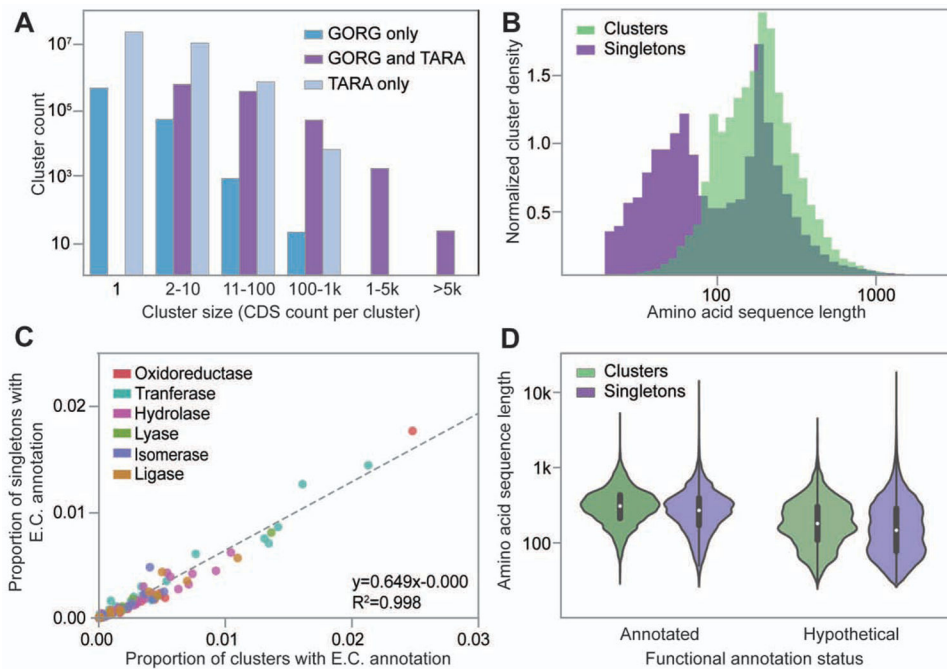 A
Cluster count
10⁷
10⁵
10³
10
GORG only
GORG and TARA
TARA only
1 2-10 11-100 100-1k 1-5k >5k
Cluster size (CDS count per cluster)
B
Clusters
Singletons
Normalized cluster density
1.5
1.0
0.5
100 1000
Amino acid sequence length
C
Proportion of singletons with
E.C. annotation
0.02
0.01
0.00
Oxidoreductase
Tranferase
Hydrolase
Lyase
Isomerase
Ligase
y=0.649x-0.000
R²=0.998
0.00 0.01 0.02 0.03
Proportion of clusters with E.C. annotation
D
Clusters
Singletons
Amino acid sequence length
10k
1k
100
Annotated Hypothetical
Functional annotation status